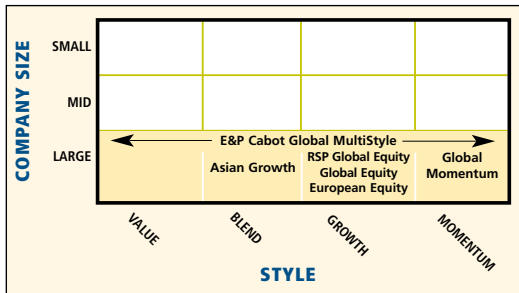 COMPANY SIZE
SMALL
MID
LARGE
E&P Cabot Global MultiStyle
Asian Growth
RSP Global Equity
Global Equity
European Equity
Global
Momentum
VALUE
BLEND
GROWTH
MOMENTUM
STYLE